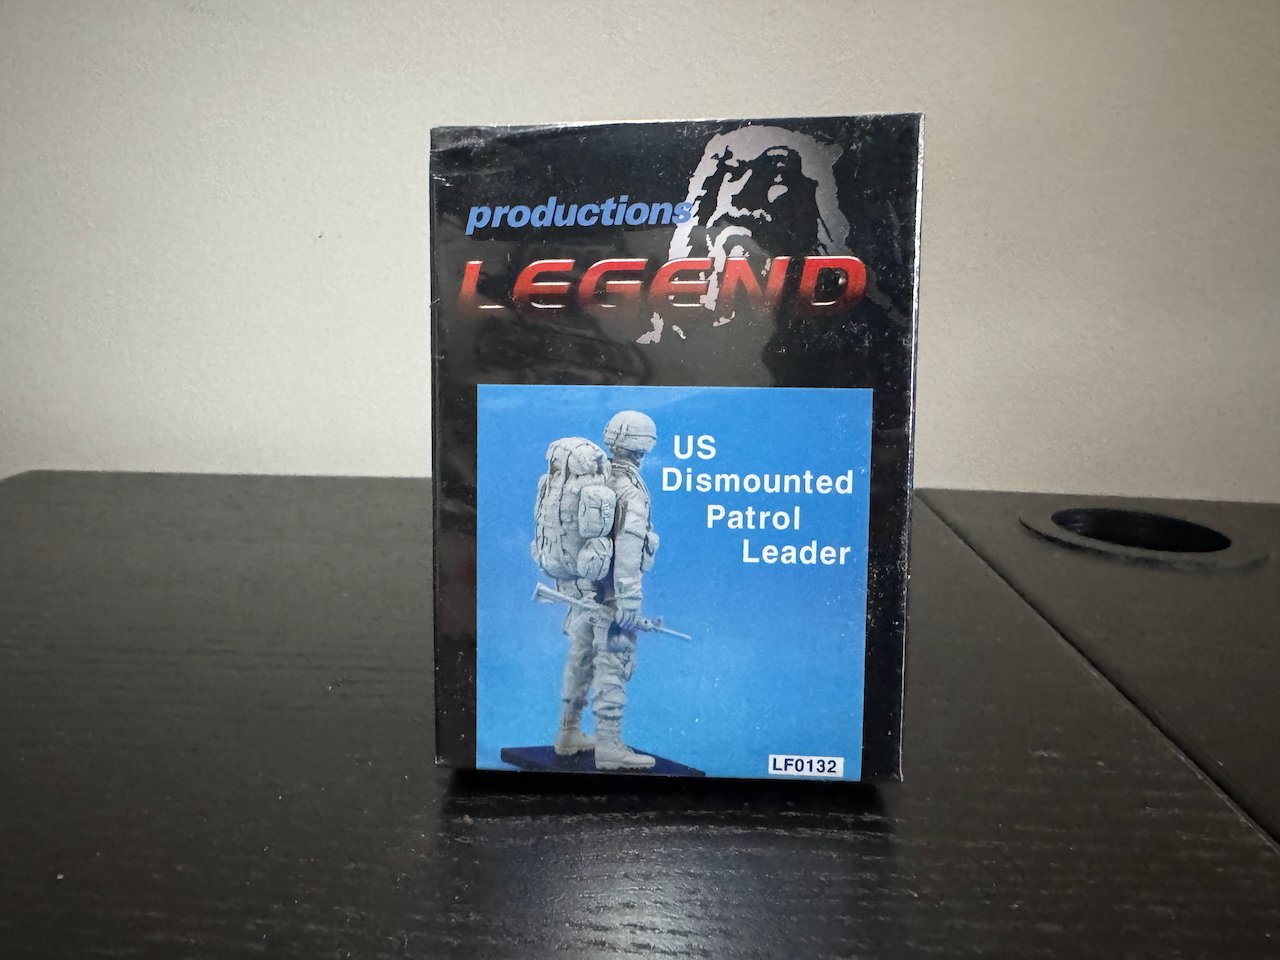 productions
LEGEND
US
Dismounted
Patrol
Leader
LF0132